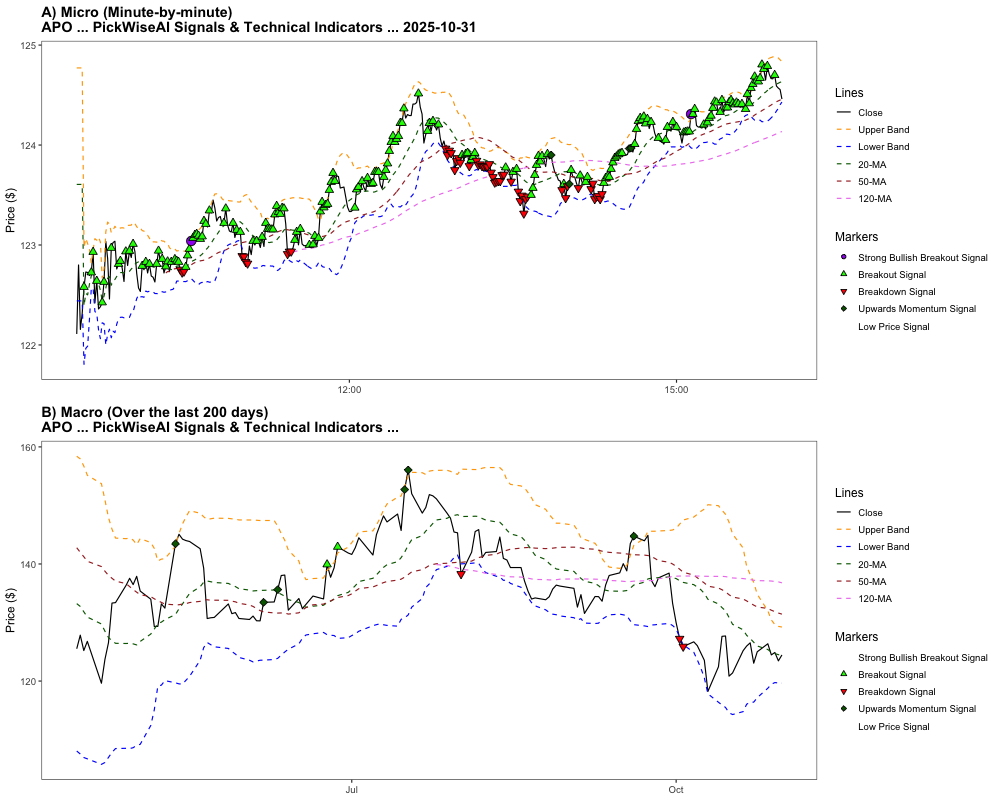 A) Micro (Minute-by-minute)
APO ... PickWiseAI Signals & Technical Indicators ... 2025-10-31
125
124
123
122
Price ($)
12:00
15:00
Lines
Close
Upper Band
Lower Band
20-MA
50-MA
120-MA
Markers
Strong Bullish Breakout Signal
Breakout Signal
Breakdown Signal
Upwards Momentum Signal
Low Price Signal
B) Macro (Over the last 200 days)
APO ... PickWiseAI Signals & Technical Indicators ...
160
140
120
Price ($)
Jul
Oct
Lines
Close
Upper Band
Lower Band
20-MA
50-MA
120-MA
Markers
Strong Bullish Breakout Signal
Breakout Signal
Breakdown Signal
Upwards Momentum Signal
Low Price Signal